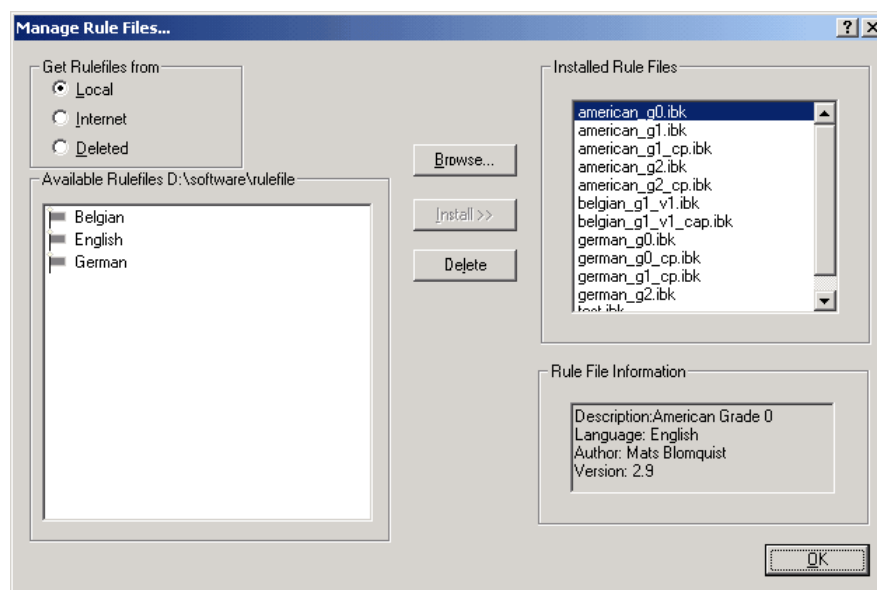 Manage Rule Files...
Get Rulefiles from
Local
Internet
Deleted
Available Rulefiles D:\software\rulefile
Belgian
English
German
Browse...
Install >>
Delete
Installed Rule Files
american_g0.ibk
american_g1.ibk
american_g1_cp.ibk
american_g2.ibk
american_g2_cp.ibk
belgian_g1_v1.ibk
belgian_g1_v1_cap.ibk
german_g0.ibk
german_g0_cp.ibk
german_g1_cp.ibk
german_g2.ibk
test.ibk
Rule File Information
Description:American Grade 0
Language: English
Author: Mats Blomquist
Version: 2.9
OK